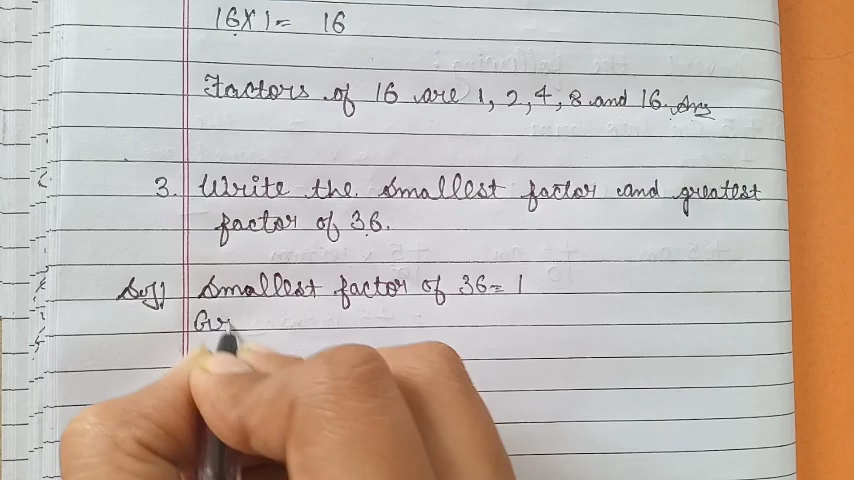 16×1= 16
Factors of 16 are 1, 2, 4, 8 and 16. Ans
3. Write the smallest factor and greatest
factor of 36.
Smallest factor of 36= 1
Gr